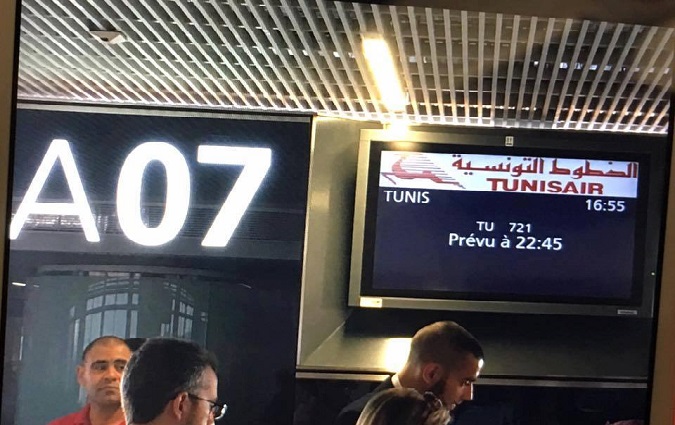 A07
الخطوط التونسية
TUNISAIR
TUNIS
16:55
TU 721
Prévu à 22:45